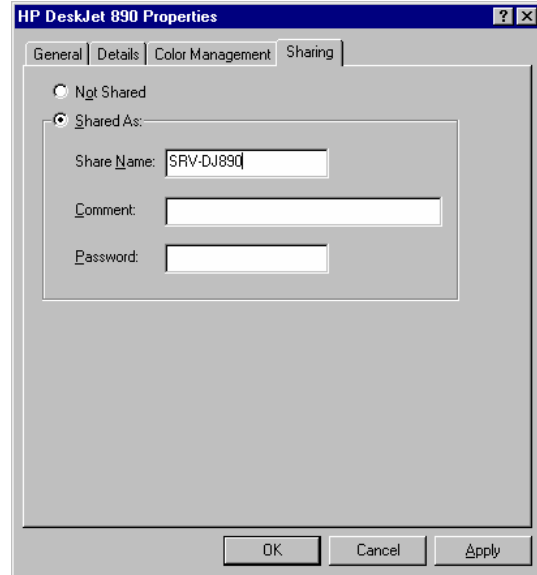 HP DeskJet 890 Properties
General Details Color Management Sharing
Not Shared
Shared As:
Share Name: SRV-DJ890
Comment:
Password:
OK Cancel Apply